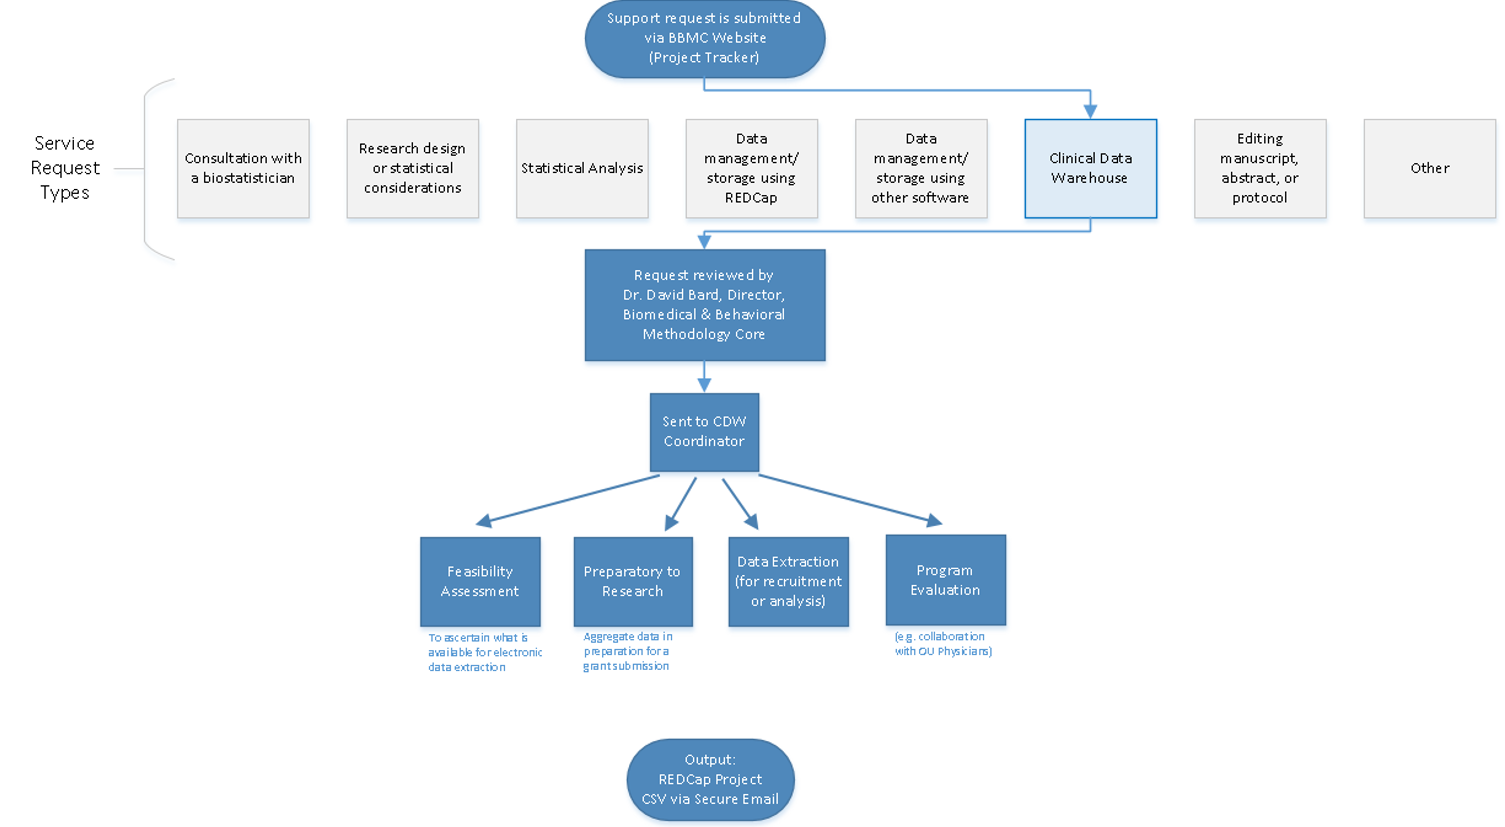 Support request is submitted
via BBMC Website
(Project Tracker)
Service
Request
Types
Consultation with
a biostatistician
Research design
or statistical
considerations
Statistical Analysis
Data
management/
storage using
REDCap
Data
management/
storage using
other software
Clinical Data
Warehouse
Editing
manuscript,
abstract, or
protocol
Other
Request reviewed by
Dr. David Bard, Director,
Biomedical & Behavioral
Methodology Core
Sent to CDW
Coordinator
Feasibility
Assessment
To ascertain what is
available for electronic
data extraction
Preparatory to
Research
Aggregate data in
preparation for a
grant submission
Data Extraction
(for recruitment
or analysis)
Program
Evaluation
(e.g. collaboration
with OU Physicians)
Output:
REDCap Project
CSV via Secure Email